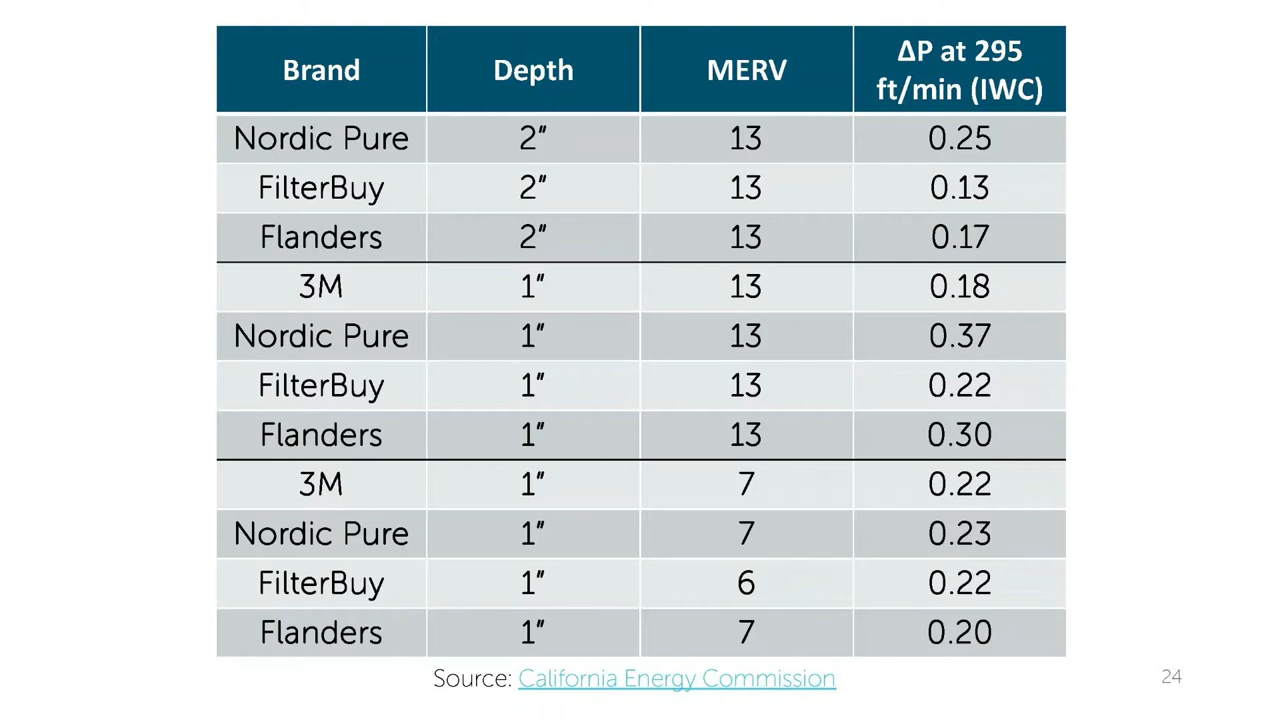 Brand Depth MERV ΔP at 295 ft/min (IWC)
Nordic Pure 2″ 13 0.25
FilterBuy 2″ 13 0.13
Flanders 2″ 13 0.17
3M 1″ 13 0.18
Nordic Pure 1″ 13 0.37
FilterBuy 1″ 13 0.22
Flanders 1″ 13 0.30
3M 1″ 7 0.22
Nordic Pure 1″ 7 0.23
FilterBuy 1″ 6 0.22
Flanders 1″ 7 0.20
Source: California Energy Commission
24